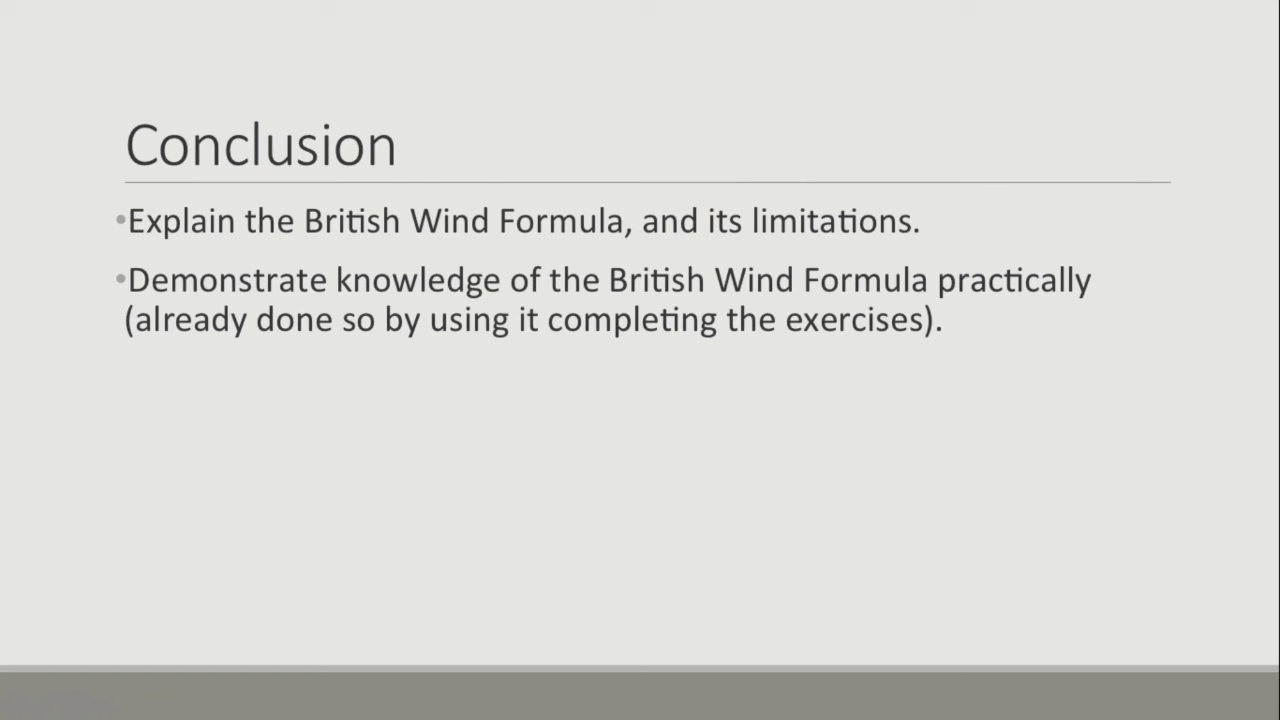 Conclusion
•Explain the British Wind Formula, and its limitations.
•Demonstrate knowledge of the British Wind Formula practically
(already done so by using it completing the exercises).